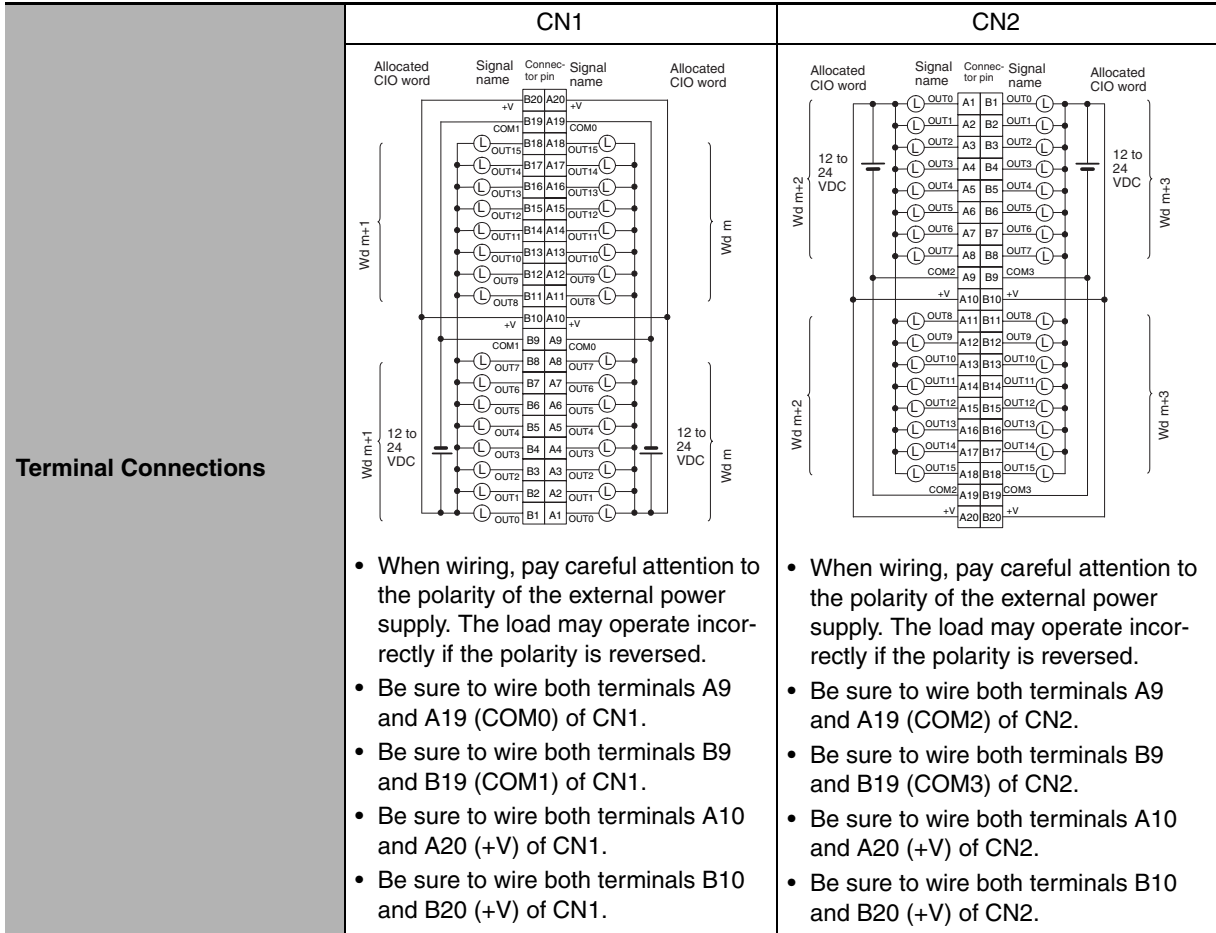 CN1
CN2
Terminal Connections
Allocated CIO word
Signal name
Connec- tor pin
Signal name
Allocated CIO word
+V B20 A20 +V
COM1 B19 A19 COM0
OUT15 B18 A18 OUT15
OUT14 B17 A17 OUT14
OUT13 B16 A16 OUT13
OUT12 B15 A15 OUT12
OUT11 B14 A14 OUT11
OUT10 B13 A13 OUT10
OUT9 B12 A12 OUT9
OUT8 B11 A11 OUT8
+V B10 A10 +V
COM1 B9 A9 COM0
OUT7 B8 A8 OUT7
OUT6 B7 A7 OUT6
OUT5 B6 A6 OUT5
OUT4 B5 A5 OUT4
OUT3 B4 A4 OUT3
OUT2 B3 A3 OUT2
OUT1 B2 A2 OUT1
OUT0 B1 A1 OUT0
L L L L L L L L L L L L L L L L
L L L L L L L L L L L L L L L L
Wd m+1
Wd m
Wd m+1
12 to
24
VDC
12 to
24
VDC
Wd m
• When wiring, pay careful attention to
the polarity of the external power
supply. The load may operate incor-
rectly if the polarity is reversed.
• Be sure to wire both terminals A9
and A19 (COM0) of CN1.
• Be sure to wire both terminals B9
and B19 (COM1) of CN1.
• Be sure to wire both terminals A10
and A20 (+V) of CN1.
• Be sure to wire both terminals B10
and B20 (+V) of CN1.
Allocated CIO word
Signal name
Connec- tor pin
Signal name
Allocated CIO word
OUT0 A1 B1 OUT0
OUT1 A2 B2 OUT1
OUT2 A3 B3 OUT2
OUT3 A4 B4 OUT3
OUT4 A5 B5 OUT4
OUT5 A6 B6 OUT5
OUT6 A7 B7 OUT6
OUT7 A8 B8 OUT7
COM2 A9 B9 COM3
+V A10 B10 +V
OUT8 A11 B11 OUT8
OUT9 A12 B12 OUT9
OUT10 A13 B13 OUT10
OUT11 A14 B14 OUT11
OUT12 A15 B15 OUT12
OUT13 A16 B16 OUT13
OUT14 A17 B17 OUT14
OUT15 A18 B18 OUT15
COM2 A19 B19 COM3
+V A20 B20 +V
L L L L L L L L L L L L L L L L
L L L L L L L L L L L L L L L L
Wd m+2
12 to
24
VDC
12 to
24
VDC
Wd m+3
Wd m+2
Wd m+3
• When wiring, pay careful attention to
the polarity of the external power
supply. The load may operate incor-
rectly if the polarity is reversed.
• Be sure to wire both terminals A9
and A19 (COM2) of CN2.
• Be sure to wire both terminals B9
and B19 (COM3) of CN2.
• Be sure to wire both terminals A10
and A20 (+V) of CN2.
• Be sure to wire both terminals B10
and B20 (+V) of CN2.